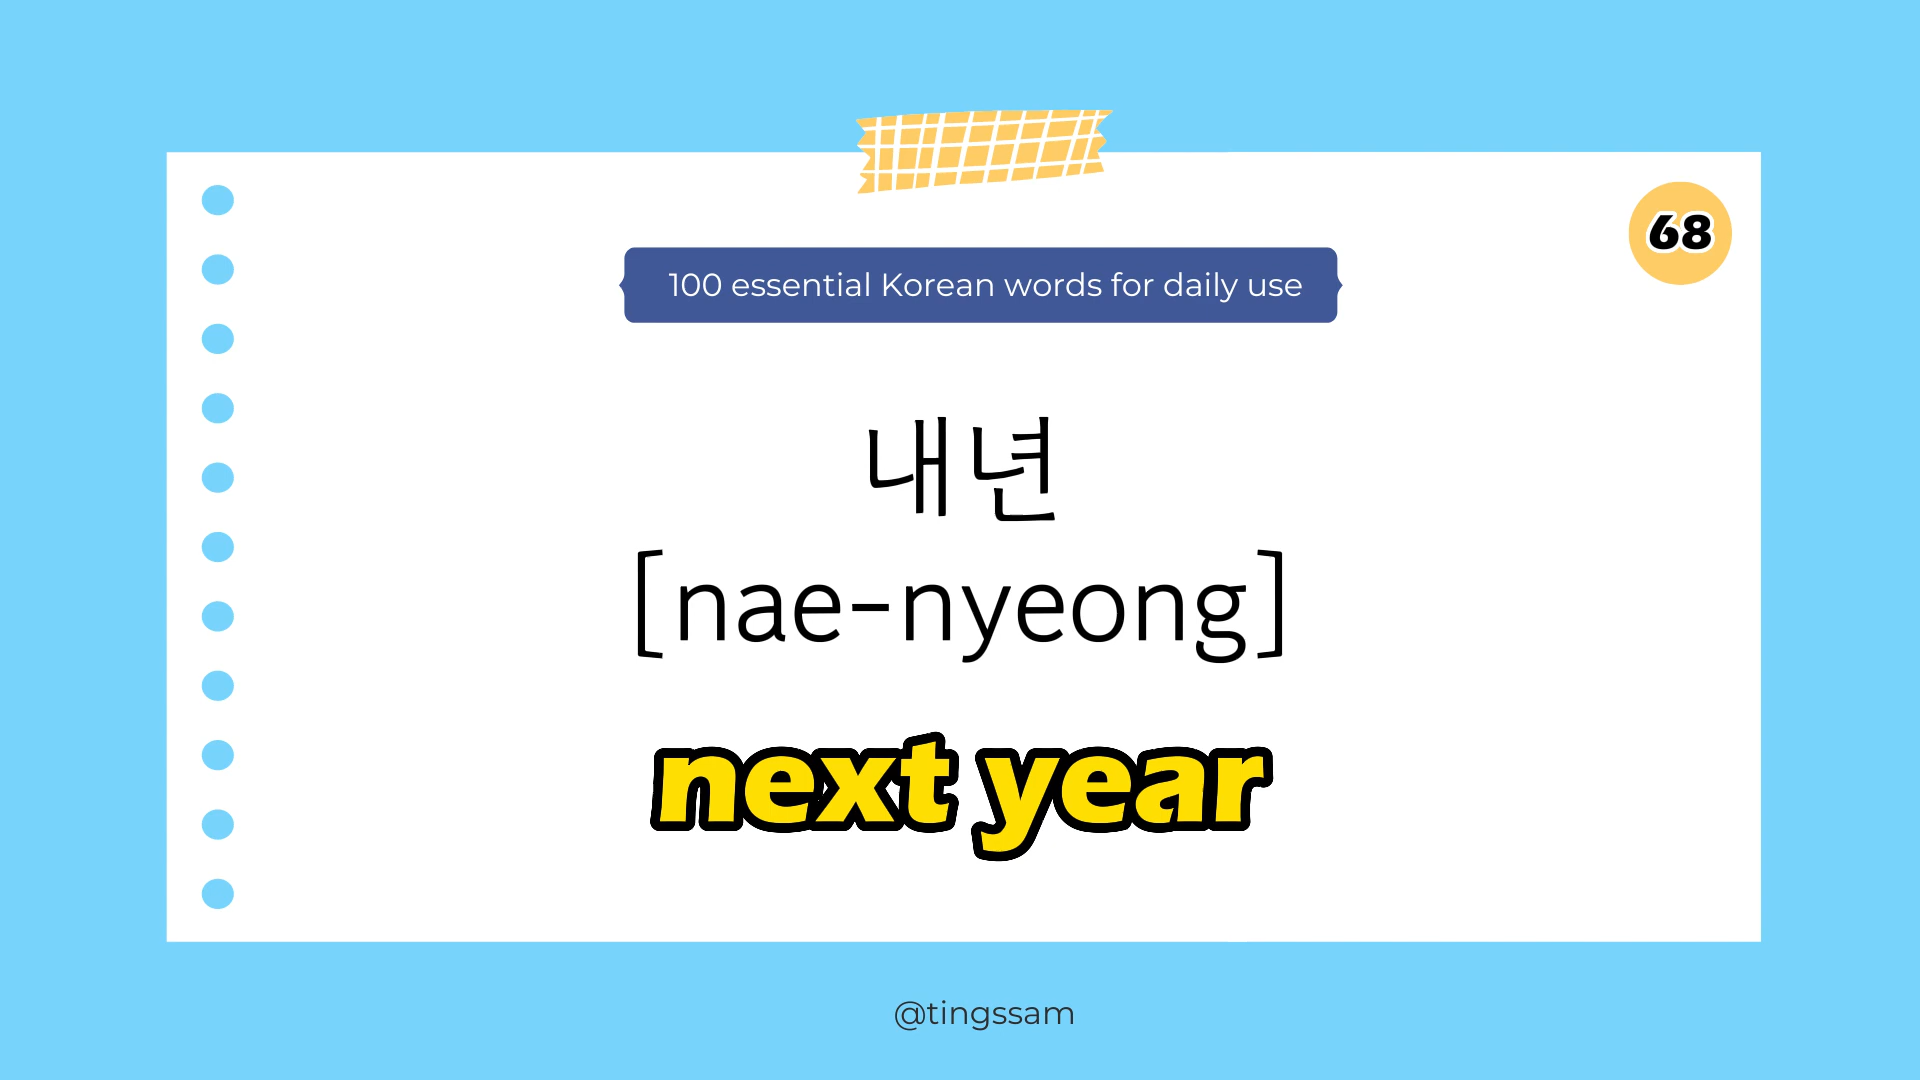 68
100 essential Korean words for daily use
내년
[nae-nyeong]
next year
@tingssam